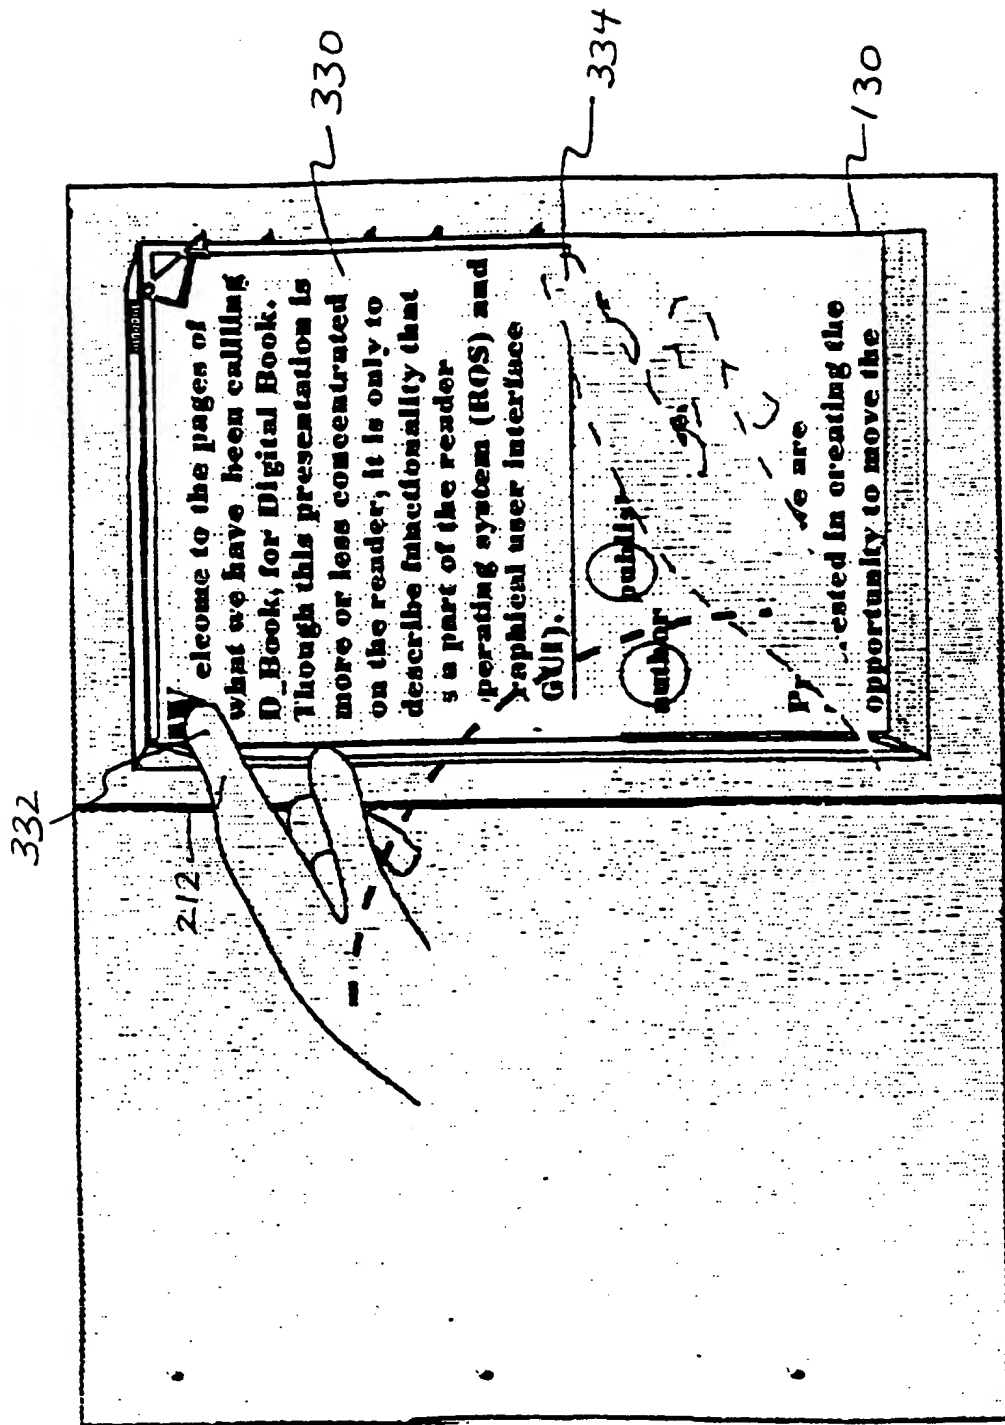 W elcome to the pages of
what we have been callling
D_Book, for Digital Book.
Though this presentation is
more or less concentrated
on the reader, it is only to
describe functionality that
s a part of the reader
perating system (ROS) and
raphical user interface
GUI).
author publish
We are
Pr ested in creating the
opportunity to move the
330
334
130
332
212